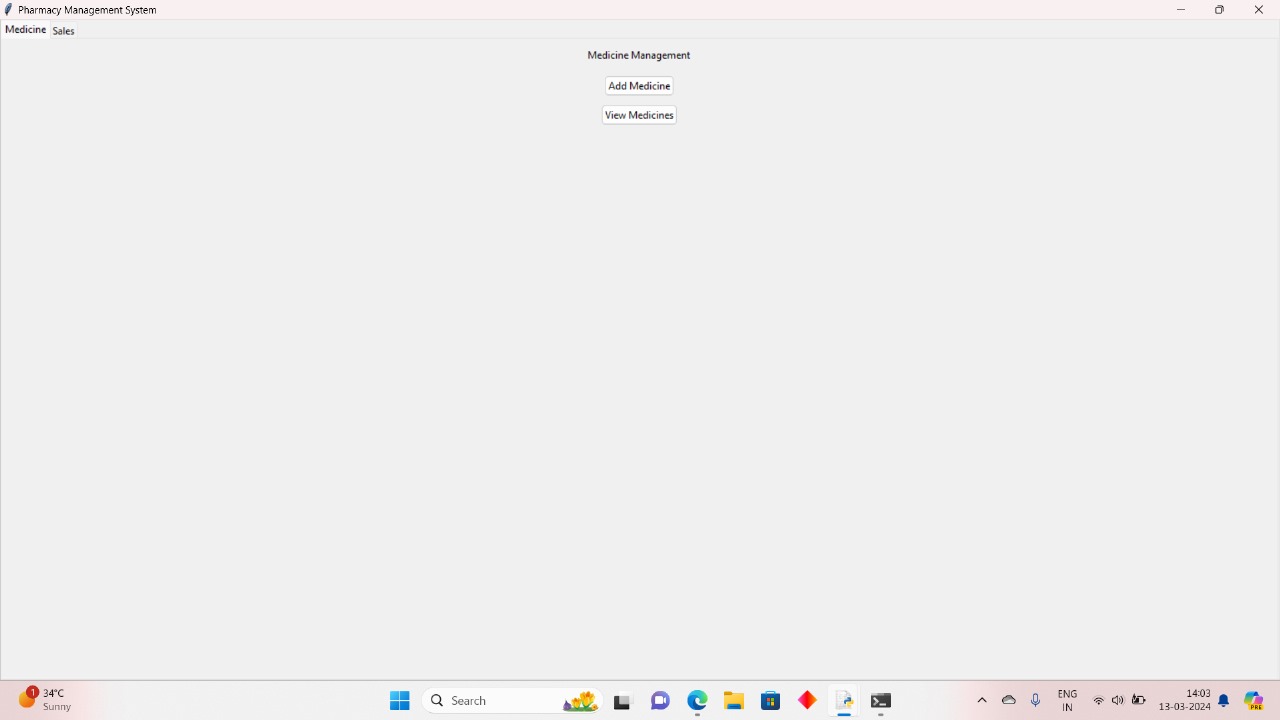 Pharmacy Management System
Medicine Sales
Medicine Management
Add Medicine
View Medicines
1
34°C
Sunny
Search
ENG
IN
14:03
13-03-2024
PRE